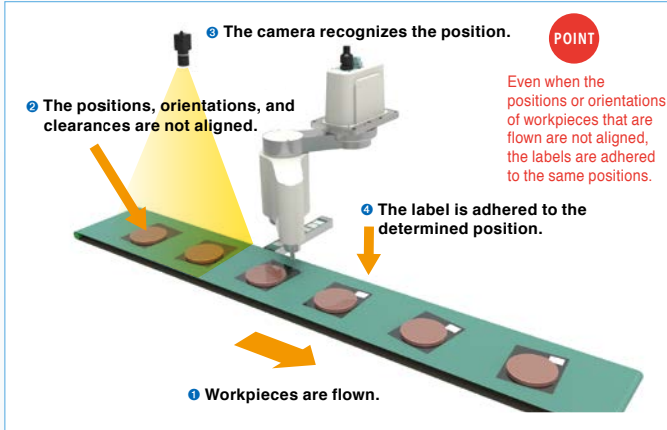 ❸ The camera recognizes the position.
POINT
Even when the
positions or orientations
of workpieces that are
flown are not aligned,
the labels are adhered
to the same positions.
❷ The positions, orientations, and
clearances are not aligned.
❹ The label is adhered to the
determined position.
❶ Workpieces are flown.